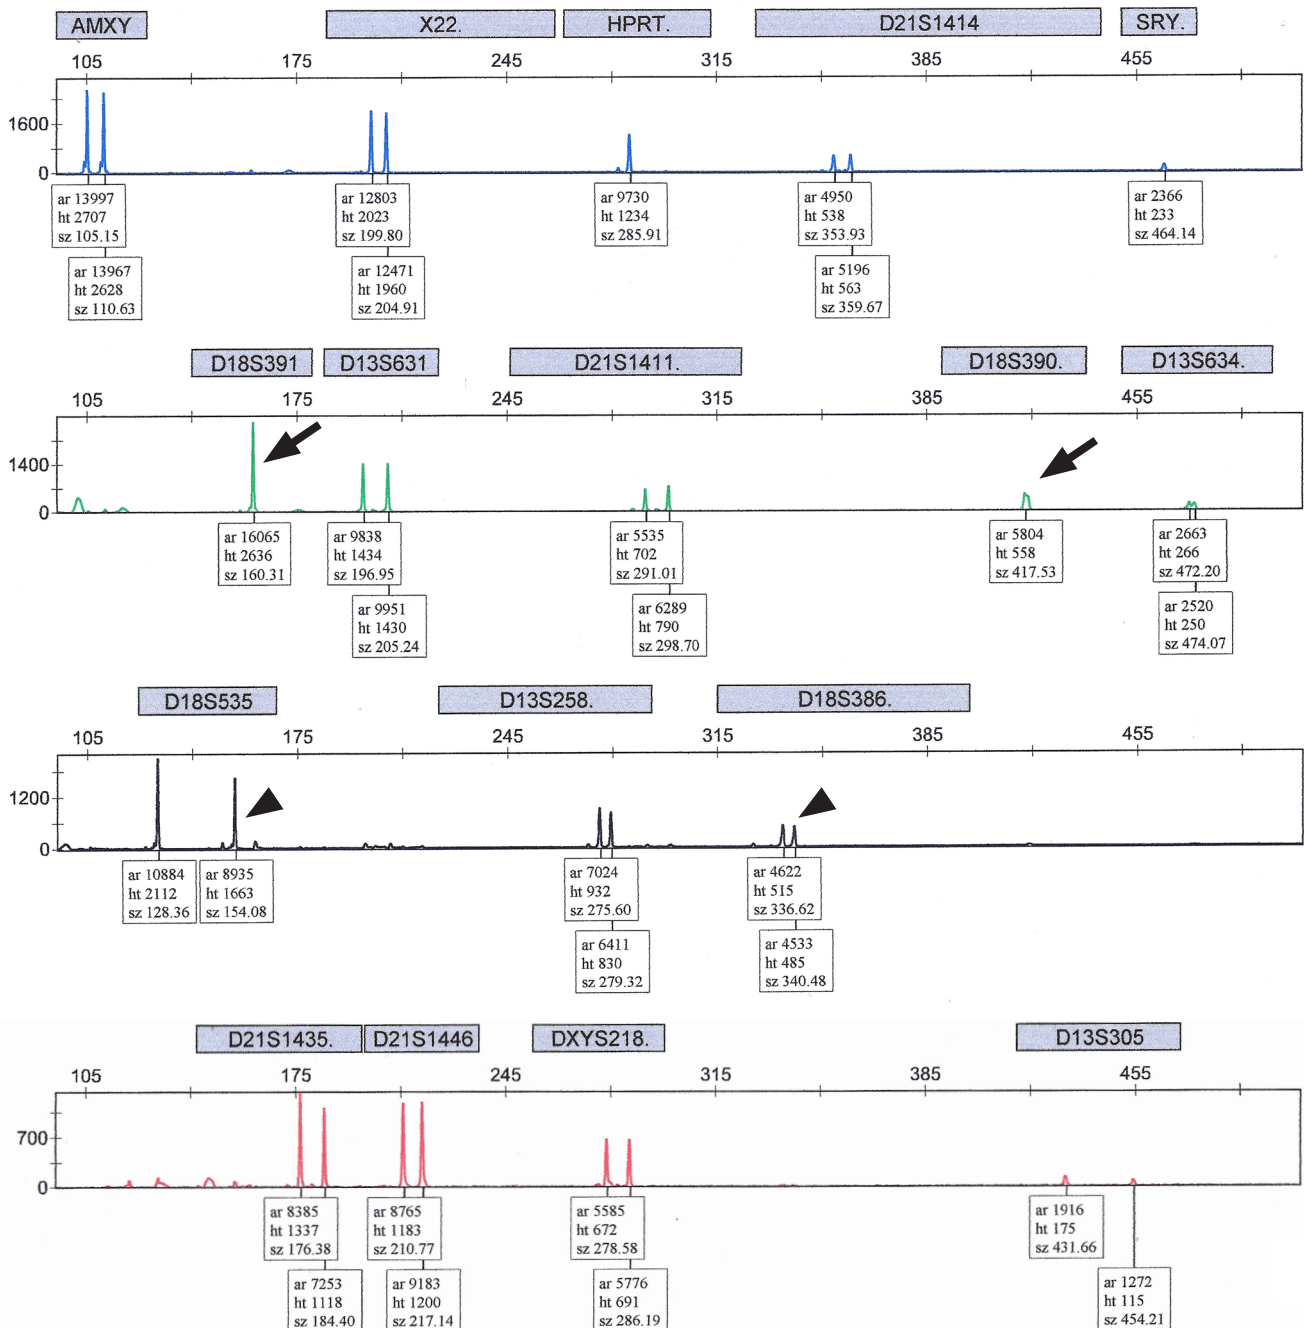 AMXY X22. HPRT. D21S1414 SRY.
105 175 245 315 385 455
1600
0
ar 13997
ht 2707
sz 105.15
ar 13967
ht 2628
sz 110.63
ar 12803
ht 2023
sz 199.80
ar 12471
ht 1960
sz 204.91
ar 9730
ht 1234
sz 285.91
ar 4950
ht 538
sz 353.93
ar 5196
ht 563
sz 359.67
ar 2366
ht 233
sz 464.14
D18S391 D13S631 D21S1411. D18S390. D13S634.
105 175 245 315 385 455
1400
0
ar 16065
ht 2636
sz 160.31
ar 9838
ht 1434
sz 196.95
ar 9951
ht 1430
sz 205.24
ar 5535
ht 702
sz 291.01
ar 6289
ht 790
sz 298.70
ar 5804
ht 558
sz 417.53
ar 2663
ht 266
sz 472.20
ar 2520
ht 250
sz 474.07
D18S535 D13S258. D18S386.
105 175 245 315 385 455
1200
0
ar 10884
ht 2112
sz 128.36
ar 8935
ht 1663
sz 154.08
ar 7024
ht 932
sz 275.60
ar 6411
ht 830
sz 279.32
ar 4622
ht 515
sz 336.62
ar 4533
ht 485
sz 340.48
D21S1435. D21S1446 DXYS218. D13S305
105 175 245 315 385 455
700
0
ar 8385
ht 1337
sz 176.38
ar 7253
ht 1118
sz 184.40
ar 8765
ht 1183
sz 210.77
ar 9183
ht 1200
sz 217.14
ar 5585
ht 672
sz 278.58
ar 5776
ht 691
sz 286.19
ar 1916
ht 175
sz 431.66
ar 1272
ht 115
sz 454.21